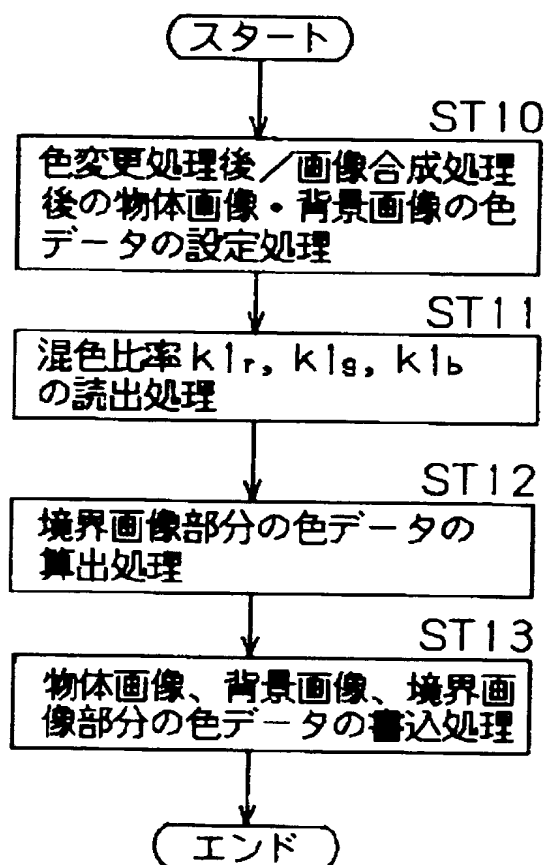 スタート
ST10
色変更処理後／画像合成処理
後の物体画像・背景画像の色
データの設定処理
ST11
混色比率 k1r, k1g, k1b
の読出処理
ST12
境界画像部分の色データの
算出処理
ST13
物体画像、背景画像、境界画
像部分の色データの書込処理
エンド